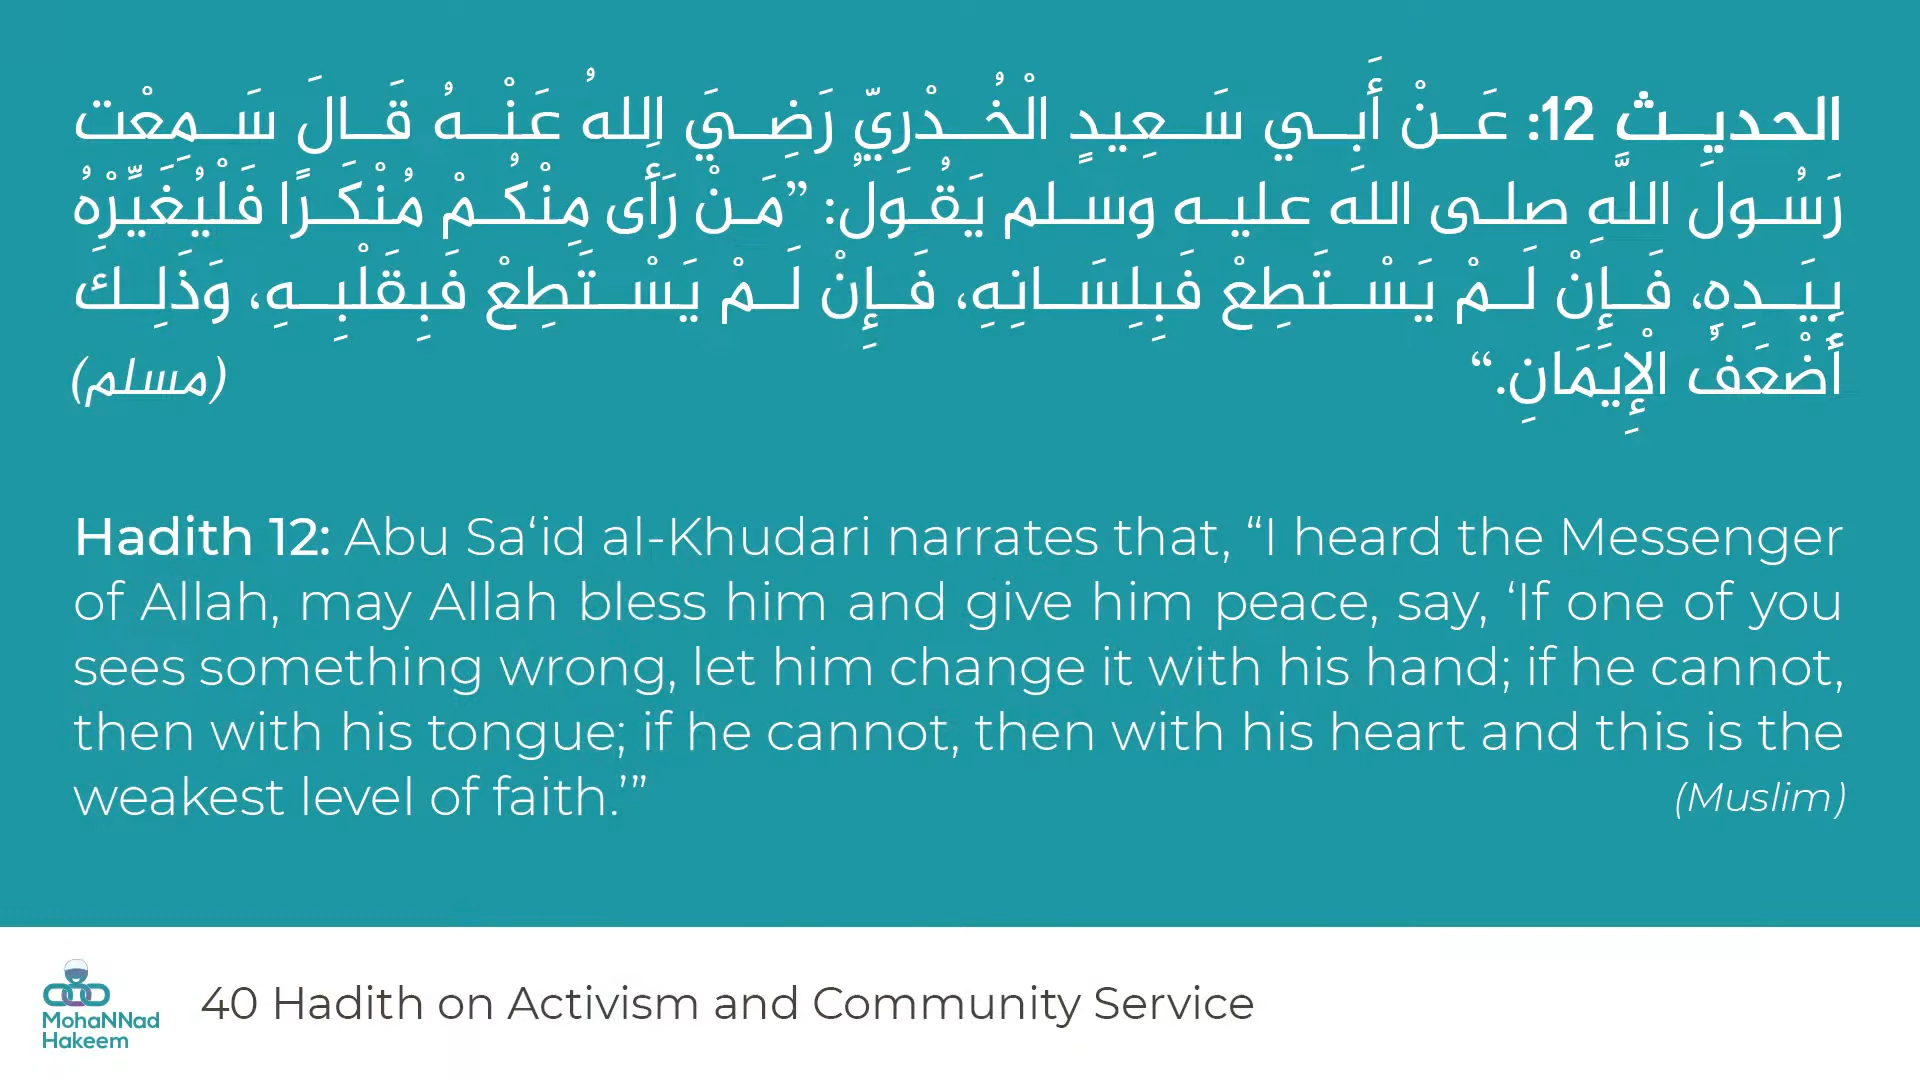 الحديث 12: عَنْ أَبِي سَعِيدٍ الْخُدْرِيّ رَضِيَ اللهُ عَنْهُ قَالَ سَمِعْت
رَسُولَ اللَّهِ صلى الله عليه وسلم يَقُولُ: ”مَنْ رَأَى مِنْكُمْ مُنْكَرًا فَلْيُغَيِّرْهُ
بِيَدِهِ، فَإِنْ لَمْ يَسْتَطِعْ فَبِلِسَانِهِ، فَإِنْ لَمْ يَسْتَطِعْ فَبِقَلْبِهِ، وَذَلِكَ
أَضْعَفُ الْإِيمَانِ.“ (مسلم)
Hadith 12: Abu Sa‘id al-Khudari narrates that, “I heard the Messenger
of Allah, may Allah bless him and give him peace, say, ‘If one of you
sees something wrong, let him change it with his hand; if he cannot,
then with his tongue; if he cannot, then with his heart and this is the
weakest level of faith.’” (Muslim)
MohaNNad
Hakeem
40 Hadith on Activism and Community Service